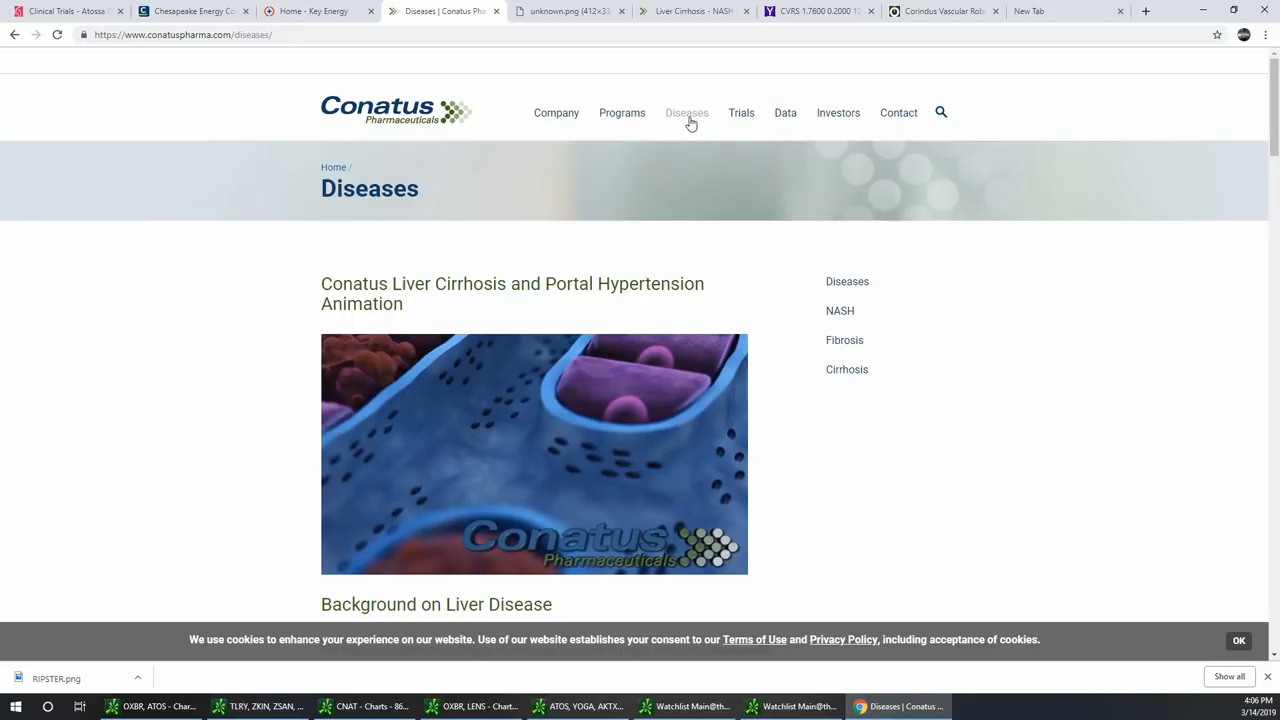 Clinical Trials - Atossa G
Chesapeake Energy Co
Home - Key Energy
Diseases | Conatus Pha
unknown.png (412×33
Liver Cirrhosis - NASH
CVRS 1.7600 0.2000 12
Corindus Vascular Rob
New Tab
https://www.conatuspharma.com/diseases/
Conatus
Pharmaceuticals
Company
Programs
Diseases
Trials
Data
Investors
Contact
Home /
Diseases
Conatus Liver Cirrhosis and Portal Hypertension
Animation
Diseases
NASH
Fibrosis
Cirrhosis
Conatus
Pharmaceuticals
Background on Liver Disease
We use cookies to enhance your experience on our website. Use of our website establishes your consent to our Terms of Use and Privacy Policy, including acceptance of cookies.
OK
RIPSTER.png
Show all
OXBR, ATOS - Char...
TLRY, ZKIN, ZSAN, ...
CNAT - Charts - 86...
OXBR, LENS - Chart...
ATOS, YOGA, AKTX...
Watchlist Main@th...
Watchlist Main@th...
Diseases | Conatus ...
4:06 PM
3/14/2019